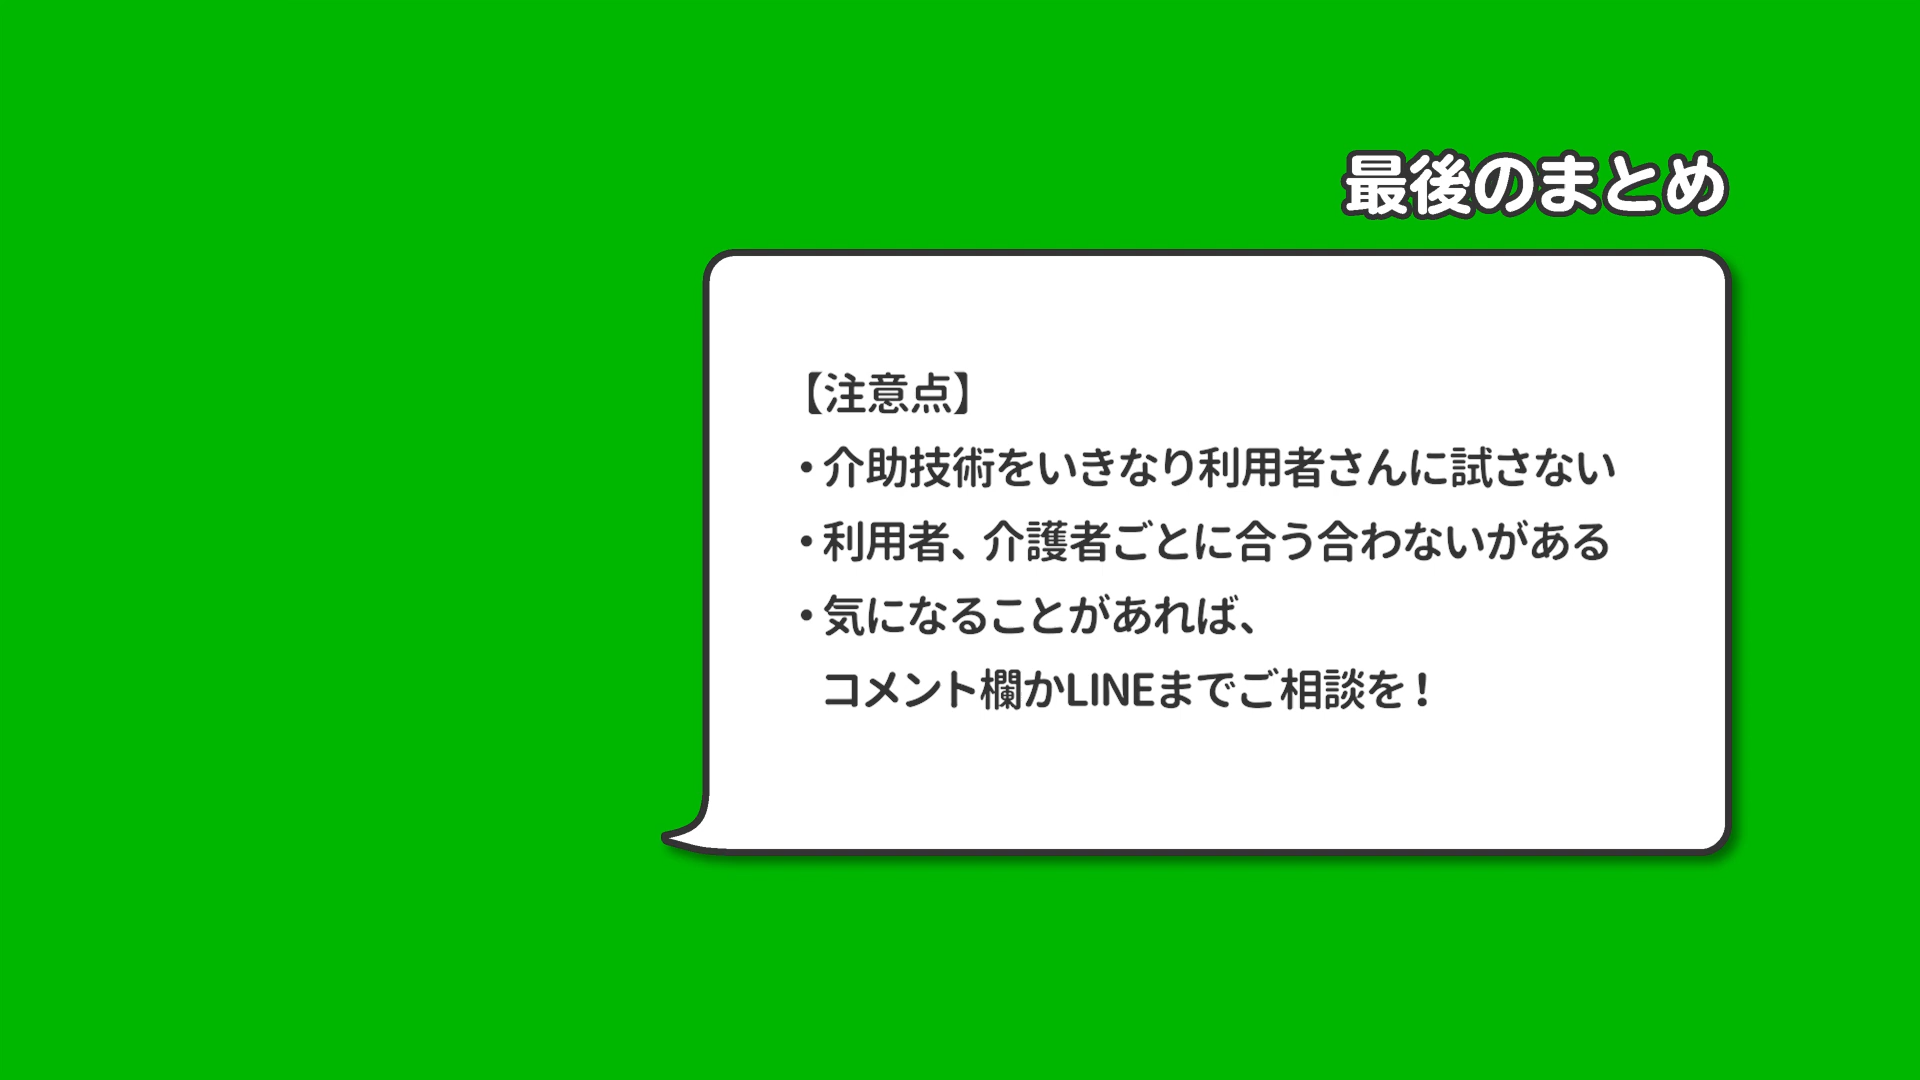 最後のまとめ
【注意点】
・介助技術をいきなり利用者さんに試さない
・利用者、介護者ごとに合う合わないがある
・気になることがあれば、
コメント欄かLINEまでご相談を！